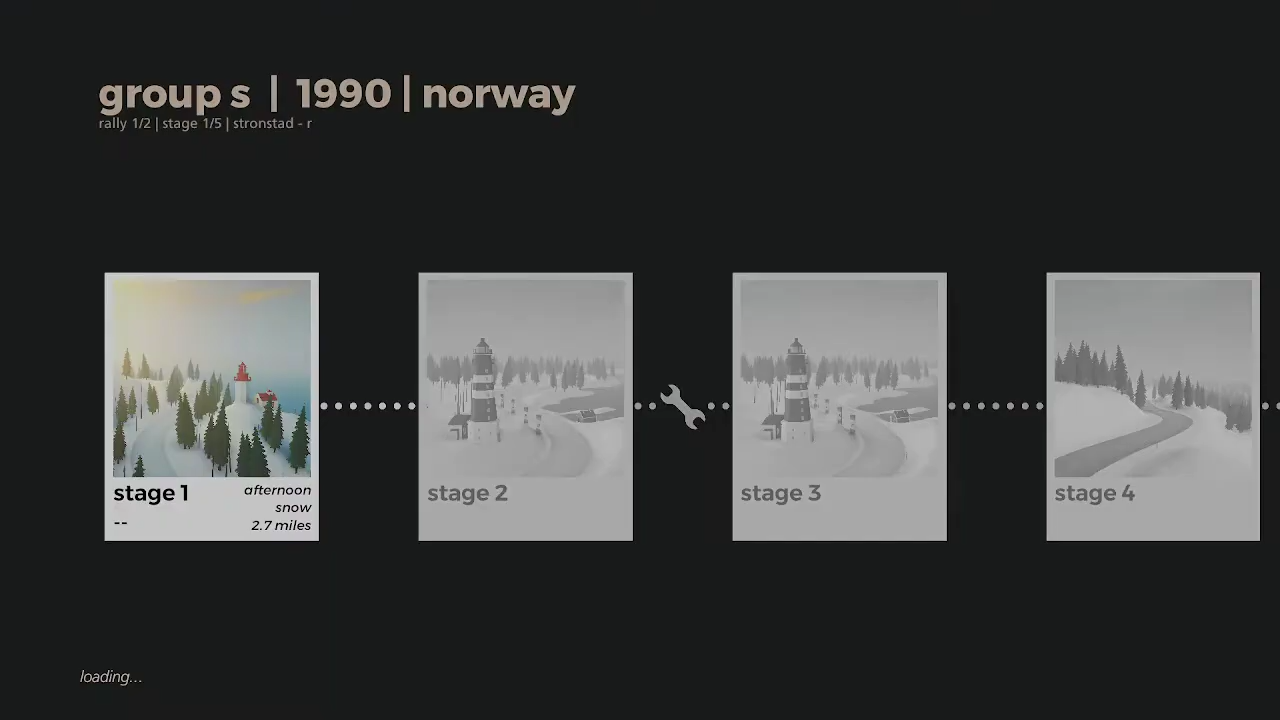 group s | 1990 | norway
rally 1/2 | stage 1/5 | stronstad - r
stage 1
afternoon
snow
--
2.7 miles
stage 2
stage 3
stage 4
loading...